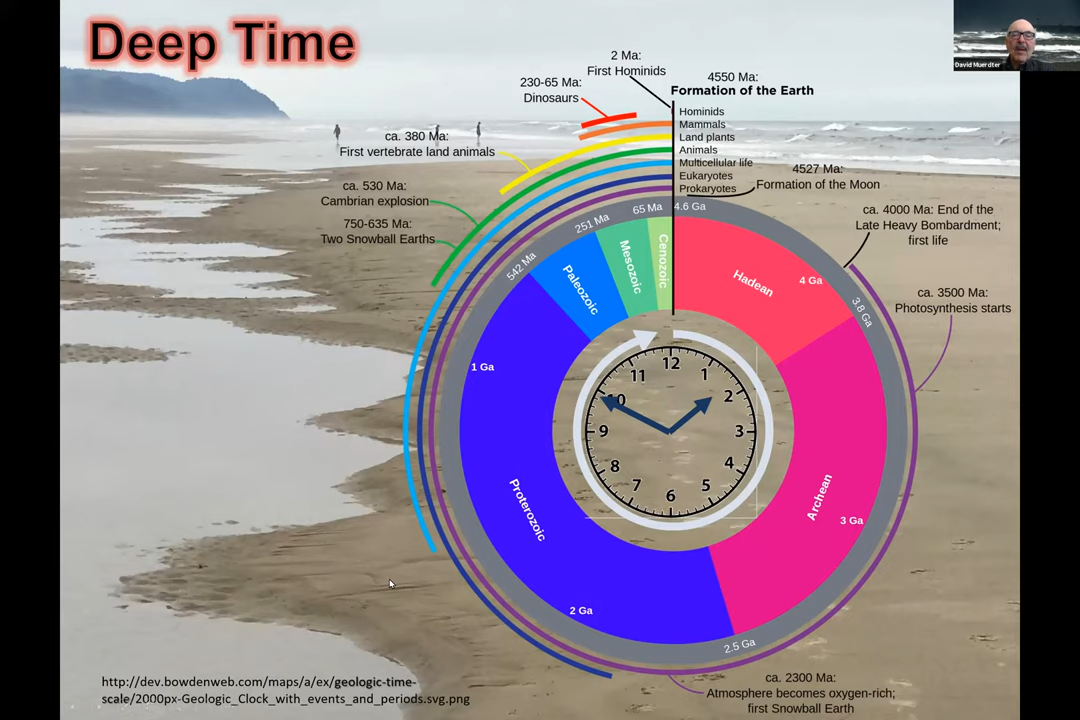 Deep Time
David Muerdter
2 Ma:
First Hominids
4550 Ma:
Formation of the Earth
230-65 Ma:
Dinosaurs
Hominids
Mammals
Land plants
Animals
Multicellular life
Eukaryotes
Prokaryotes
ca. 380 Ma:
First vertebrate land animals
4527 Ma:
Formation of the Moon
ca. 530 Ma:
Cambrian explosion
750-635 Ma:
Two Snowball Earths
ca. 4000 Ma: End of the
Late Heavy Bombardment;
first life
ca. 3500 Ma:
Photosynthesis starts
4.6 Ga
65 Ma
251 Ma
542 Ma
Cenozoic
Mesozoic
Paleozoic
Hadean
4 Ga
3.8 Ga
1 Ga
Proterozoic
Archean
3 Ga
2 Ga
2.5 Ga
12
1
2
3
4
5
6
7
8
9
10
11
ca. 2300 Ma:
Atmosphere becomes oxygen-rich;
first Snowball Earth
http://dev.bowdenweb.com/maps/a/ex/geologic-time-
scale/2000px-Geologic_Clock_with_events_and_periods.svg.png